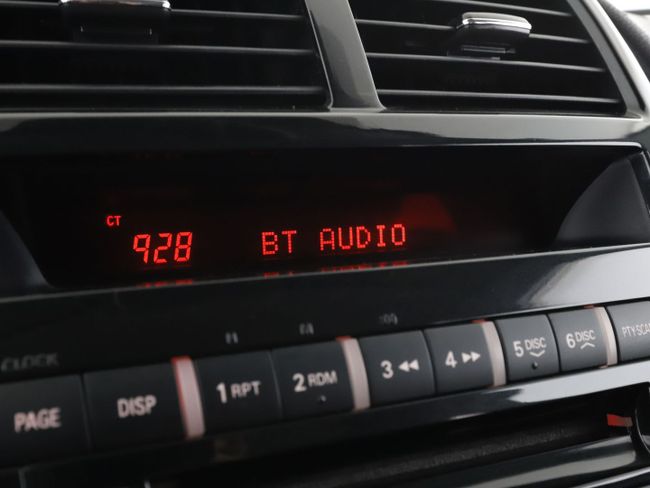 CT
928 BT AUDIO
CLOCK
PAGE DISP 1 RPT 2 RDM 3 4 5 DISC 6 DISC PTY·SCAN